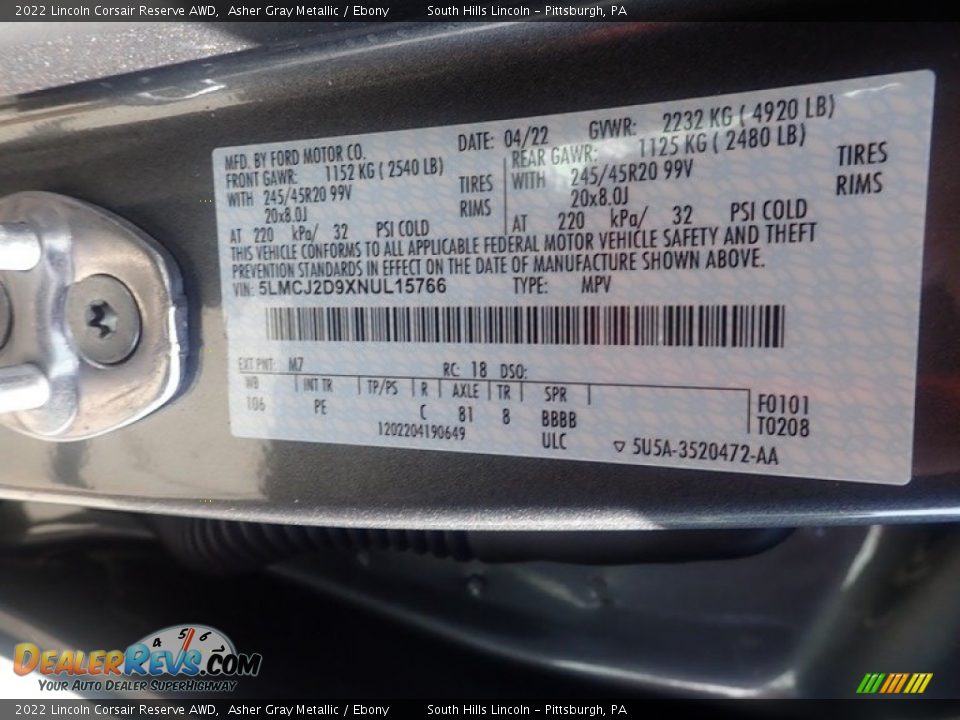 2022 Lincoln Corsair Reserve AWD, Asher Gray Metallic / Ebony South Hills Lincoln - Pittsburgh, PA
MFD. BY FORD MOTOR CO. DATE: 04/22 GVWR: 2232 KG ( 4920 LB)
FRONT GAWR: 1152 KG ( 2540 LB) REAR GAWR: 1125 KG ( 2480 LB)
WITH 245/45R20 99V TIRES WITH 245/45R20 99V TIRES
20x8.0J RIMS 20x8.0J RIMS
AT 220 kPa/ 32 PSI COLD AT 220 kPa/ 32 PSI COLD
THIS VEHICLE CONFORMS TO ALL APPLICABLE FEDERAL MOTOR VEHICLE SAFETY AND THEFT
PREVENTION STANDARDS IN EFFECT ON THE DATE OF MANUFACTURE SHOWN ABOVE.
VIN: 5LMCJ2D9XNUL15766 TYPE: MPV
EXT PNT: M7 RC: 18 DSO:
WB INT TR TP/PS R AXLE TR SPR F0101
106 PE C 81 8 BBBB T0208
1202204190649 ULC ▽ 5U5A-3520472-AA
4 5 6
DEALERREVS.COM
YOUR AUTO DEALER SUPERHIGHWAY
2022 Lincoln Corsair Reserve AWD, Asher Gray Metallic / Ebony South Hills Lincoln - Pittsburgh, PA